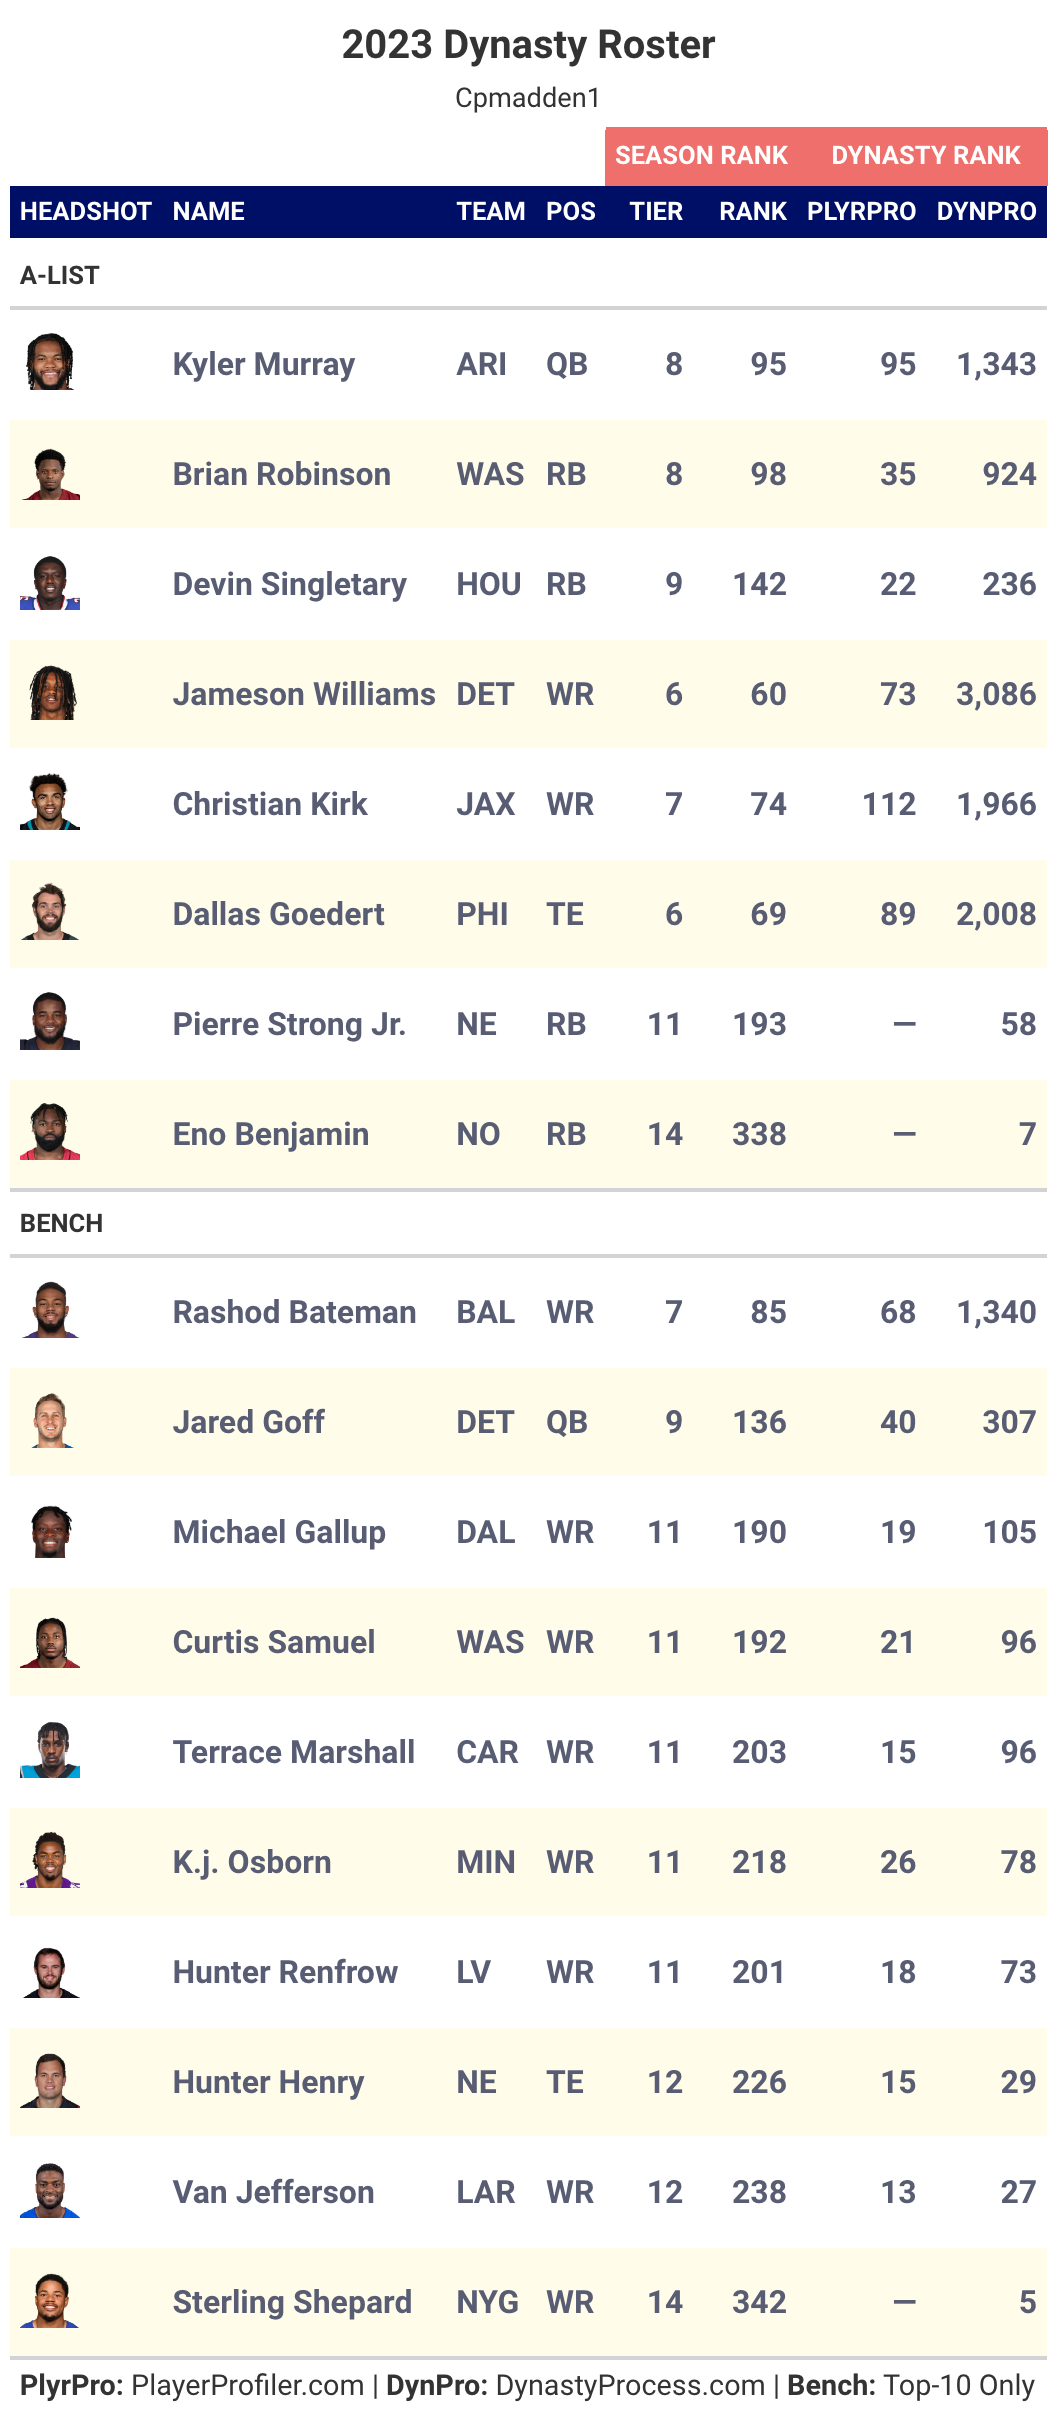 2023 Dynasty Roster
Cpmadden1
SEASON RANK DYNASTY RANK
HEADSHOT NAME TEAM POS TIER RANK PLYRPRO DYNPRO
A-LIST
Kyler Murray ARI QB 8 95 95 1,343
Brian Robinson WAS RB 8 98 35 924
Devin Singletary HOU RB 9 142 22 236
Jameson Williams DET WR 6 60 73 3,086
Christian Kirk JAX WR 7 74 112 1,966
Dallas Goedert PHI TE 6 69 89 2,008
Pierre Strong Jr. NE RB 11 193 — 58
Eno Benjamin NO RB 14 338 — 7
BENCH
Rashod Bateman BAL WR 7 85 68 1,340
Jared Goff DET QB 9 136 40 307
Michael Gallup DAL WR 11 190 19 105
Curtis Samuel WAS WR 11 192 21 96
Terrace Marshall CAR WR 11 203 15 96
K.j. Osborn MIN WR 11 218 26 78
Hunter Renfrow LV WR 11 201 18 73
Hunter Henry NE TE 12 226 15 29
Van Jefferson LAR WR 12 238 13 27
Sterling Shepard NYG WR 14 342 — 5
PlyrPro: PlayerProfiler.com | DynPro: DynastyProcess.com | Bench: Top-10 Only